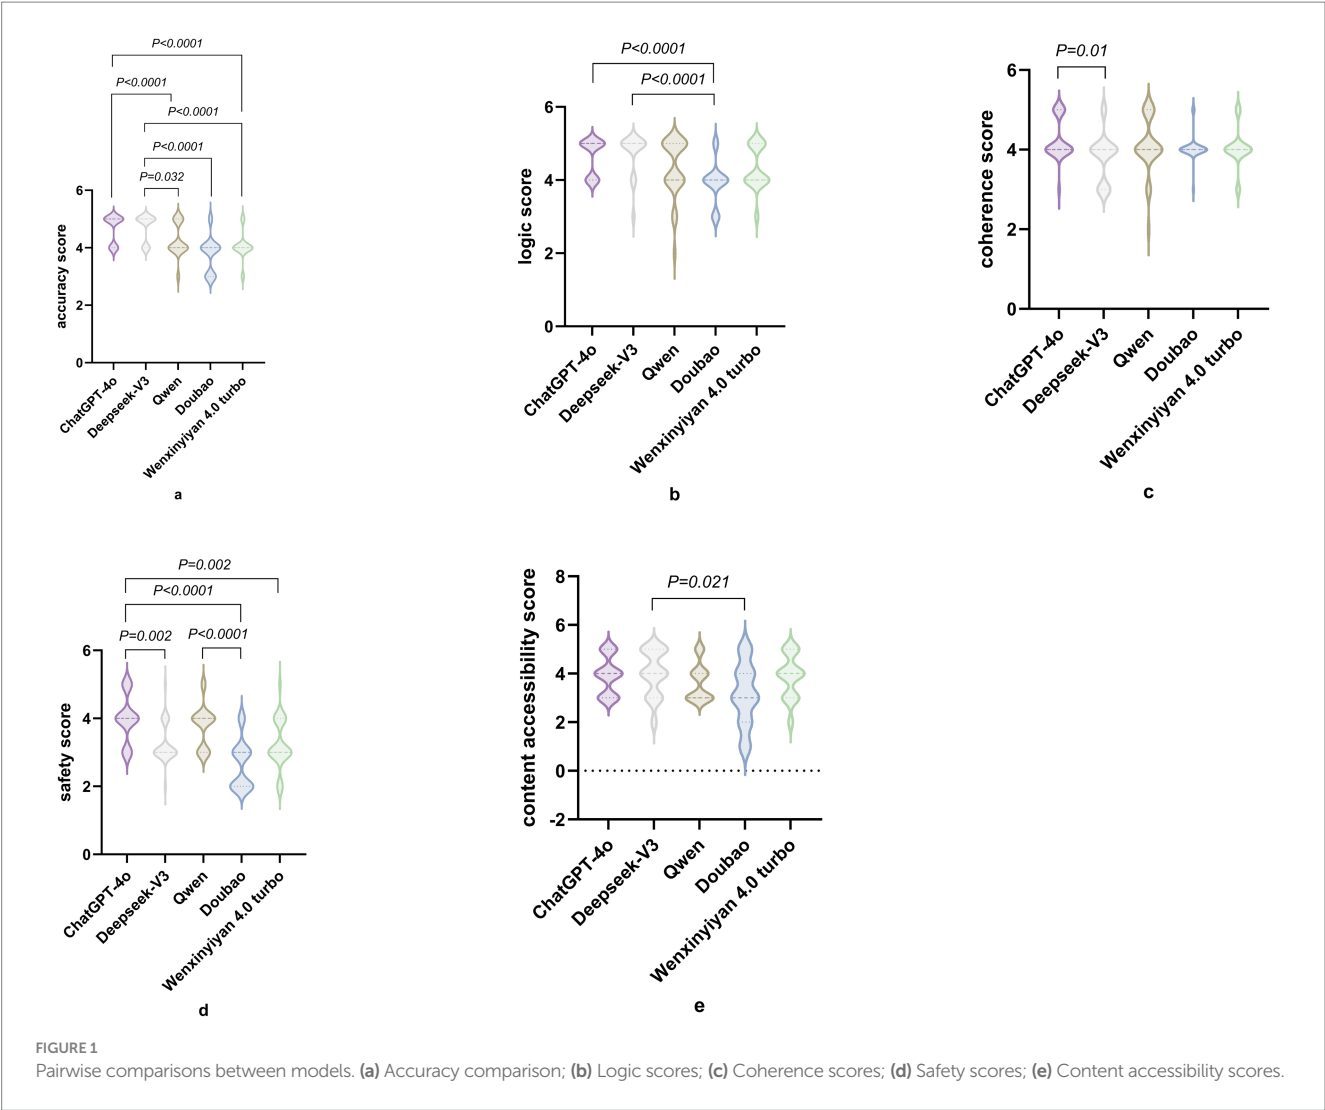 P<0.0001
P<0.0001
P<0.0001
P<0.0001
P=0.032
6
4
2
0
accuracy score
ChatGPT-4o
Deepseek-V3
Qwen
Doubao
Wenxinyiyan 4.0 turbo
a
P<0.0001
P<0.0001
6
4
2
0
logic score
ChatGPT-4o
Deepseek-V3
Qwen
Doubao
Wenxinyiyan 4.0 turbo
b
P=0.01
6
4
2
0
coherence score
ChatGPT-4o
Deepseek-V3
Qwen
Doubao
Wenxinyiyan 4.0 turbo
c
P=0.002
P<0.0001
P=0.002
P<0.0001
6
4
2
0
safety score
ChatGPT-4o
Deepseek-V3
Qwen
Doubao
Wenxinyiyan 4.0 turbo
d
P=0.021
8
6
4
2
0
-2
content accessibility score
ChatGPT-4o
Deepseek-V3
Qwen
Doubao
Wenxinyiyan 4.0 turbo
e
FIGURE 1
Pairwise comparisons between models. (a) Accuracy comparison; (b) Logic scores; (c) Coherence scores; (d) Safety scores; (e) Content accessibility scores.